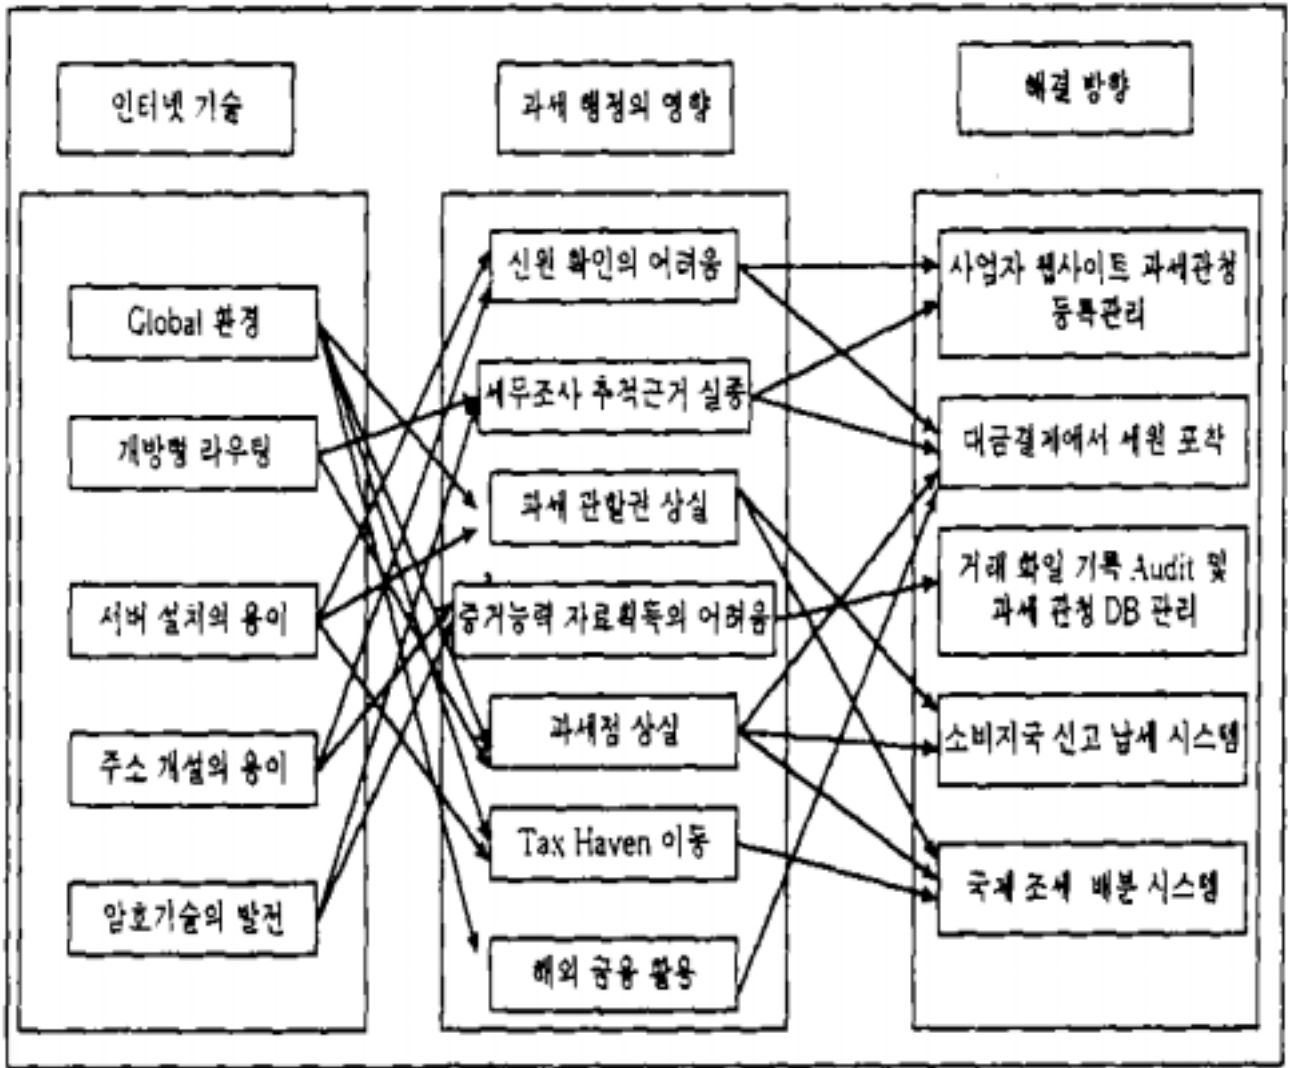 인터넷 기술
과세 행정의 영향
해결 방향
Global 환경
개방형 라우팅
서버 설치의 용이
주소 개설의 용이
암호기술의 발전
신원 확인의 어려움
세무조사 추적근거 실종
과세 관할권 상실
증거능력 자료획득의 어려움
과세점 상실
Tax Haven 이동
해외 금융 활용
사업자 웹사이트 과세관청
등록관리
대금결제에서 세원 포착
거래 화일 기록 Audit 및
과세 관청 DB 관리
소비지국 신고 납세 시스템
국제 조세 배분 시스템